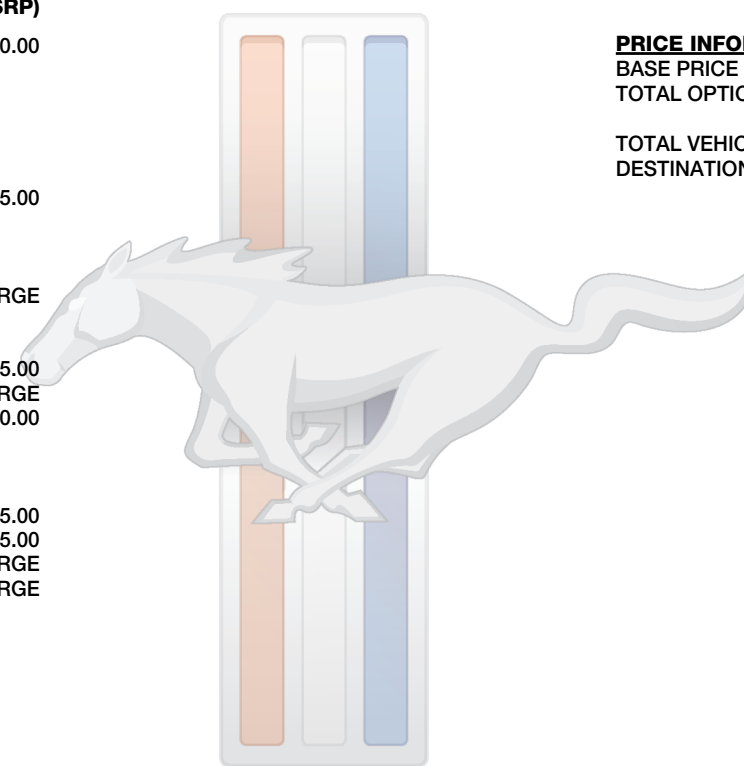 SRP)
0.00
5.00
RGE
5.00
RGE
0.00
5.00
5.00
RGE
RGE
PRICE INFO
BASE PRICE
TOTAL OPTIO
TOTAL VEHIC
DESTINATION